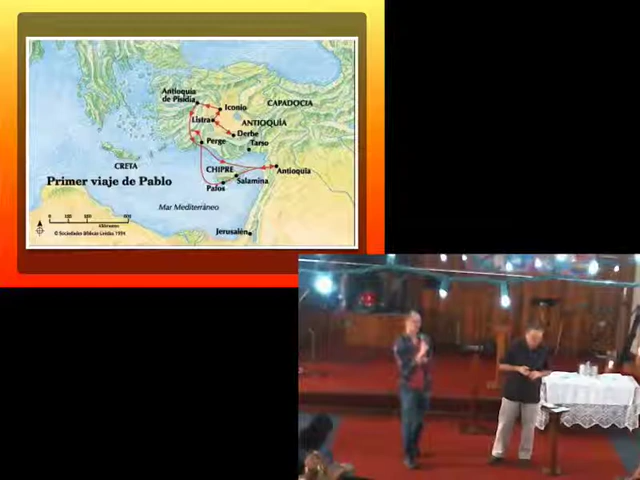 Antioquía
de Pisidia
Iconio
CAPADOCIA
Listra
ANTIOQUÍA
Derbe
Perge
Tarso
CRETA
CHIPRE
Antioquía
Primer viaje de Pablo
Salamina
Pafos
Mar Mediterráneo
Jerusalén
© Sociedades Bíblicas Unidas 1994